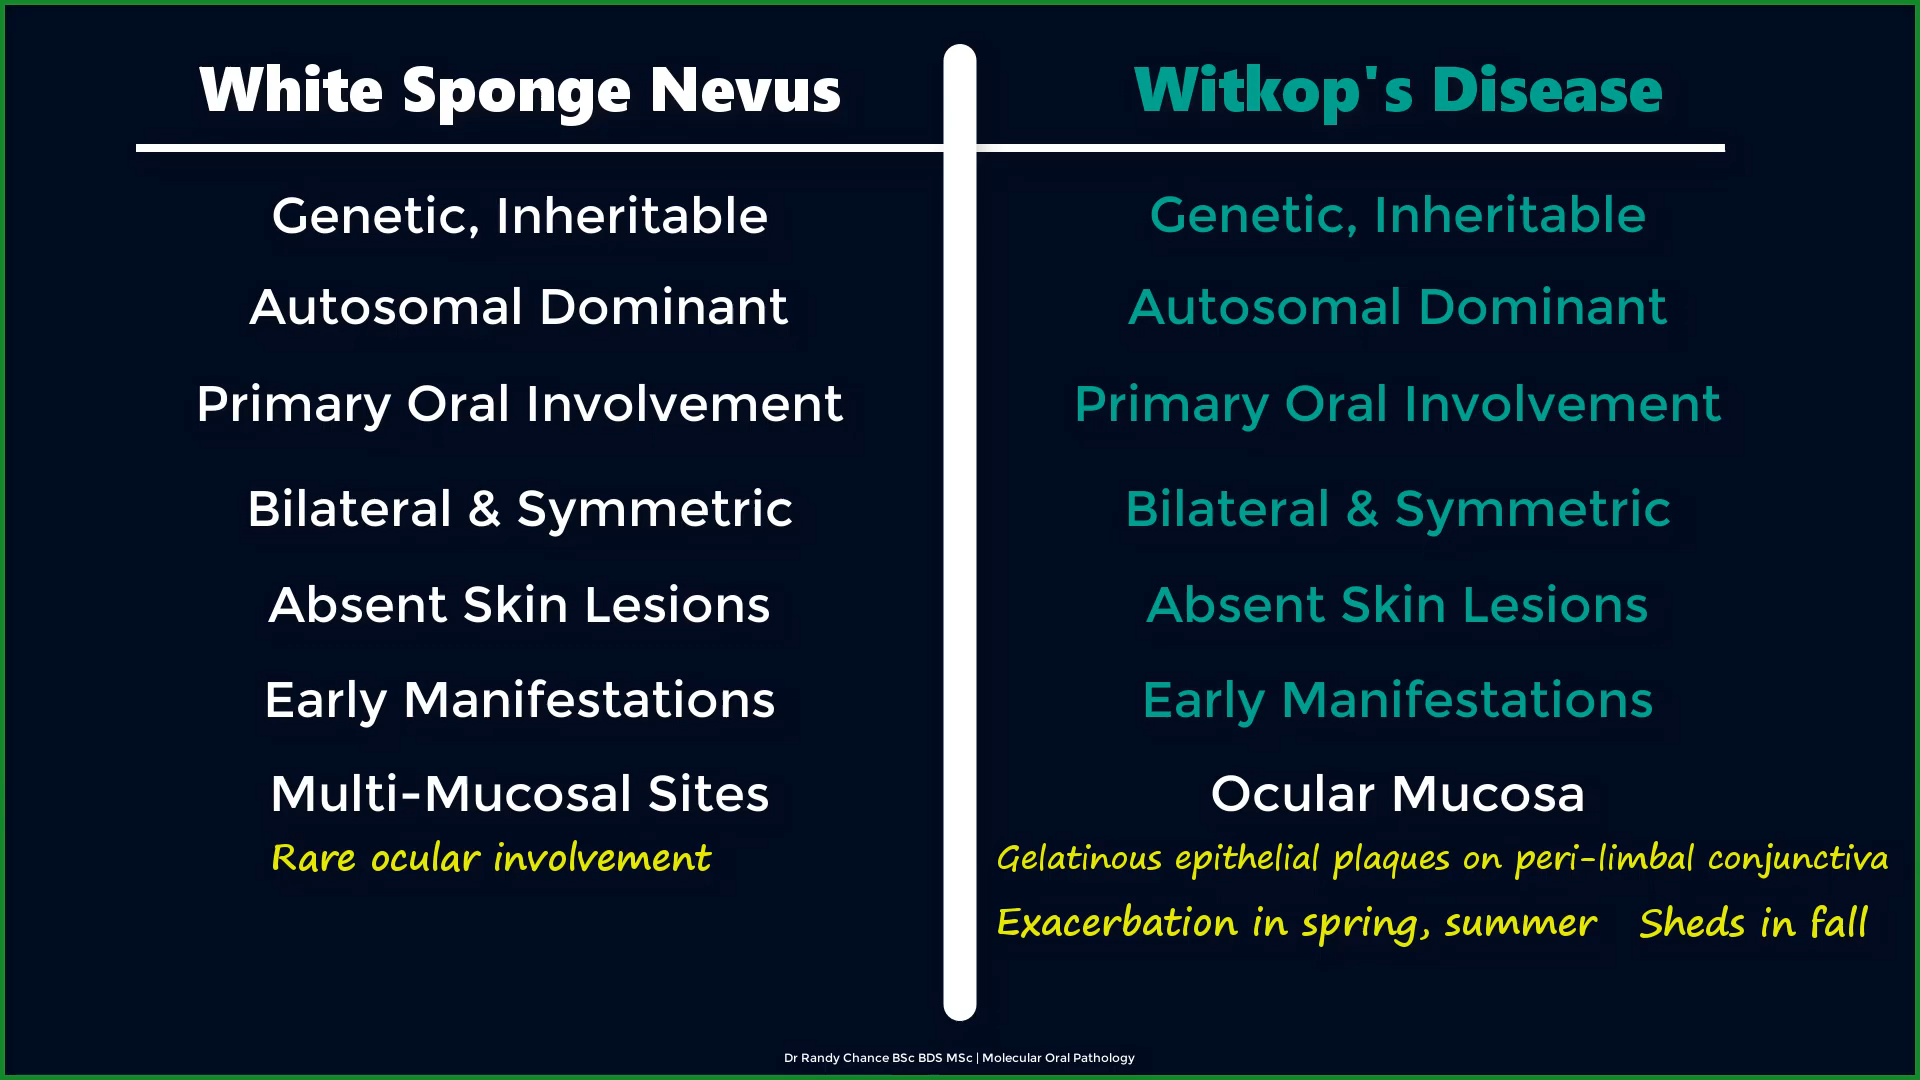 White Sponge Nevus
Genetic, Inheritable
Autosomal Dominant
Primary Oral Involvement
Bilateral & Symmetric
Absent Skin Lesions
Early Manifestations
Multi-Mucosal Sites
Rare ocular involvement
Witkop's Disease
Genetic, Inheritable
Autosomal Dominant
Primary Oral Involvement
Bilateral & Symmetric
Absent Skin Lesions
Early Manifestations
Ocular Mucosa
Gelatinous epithelial plaques on peri-limbal conjunctiva
Exacerbation in spring, summer Sheds in fall
Dr Randy Chance BSc BDS MSc | Molecular Oral Pathology